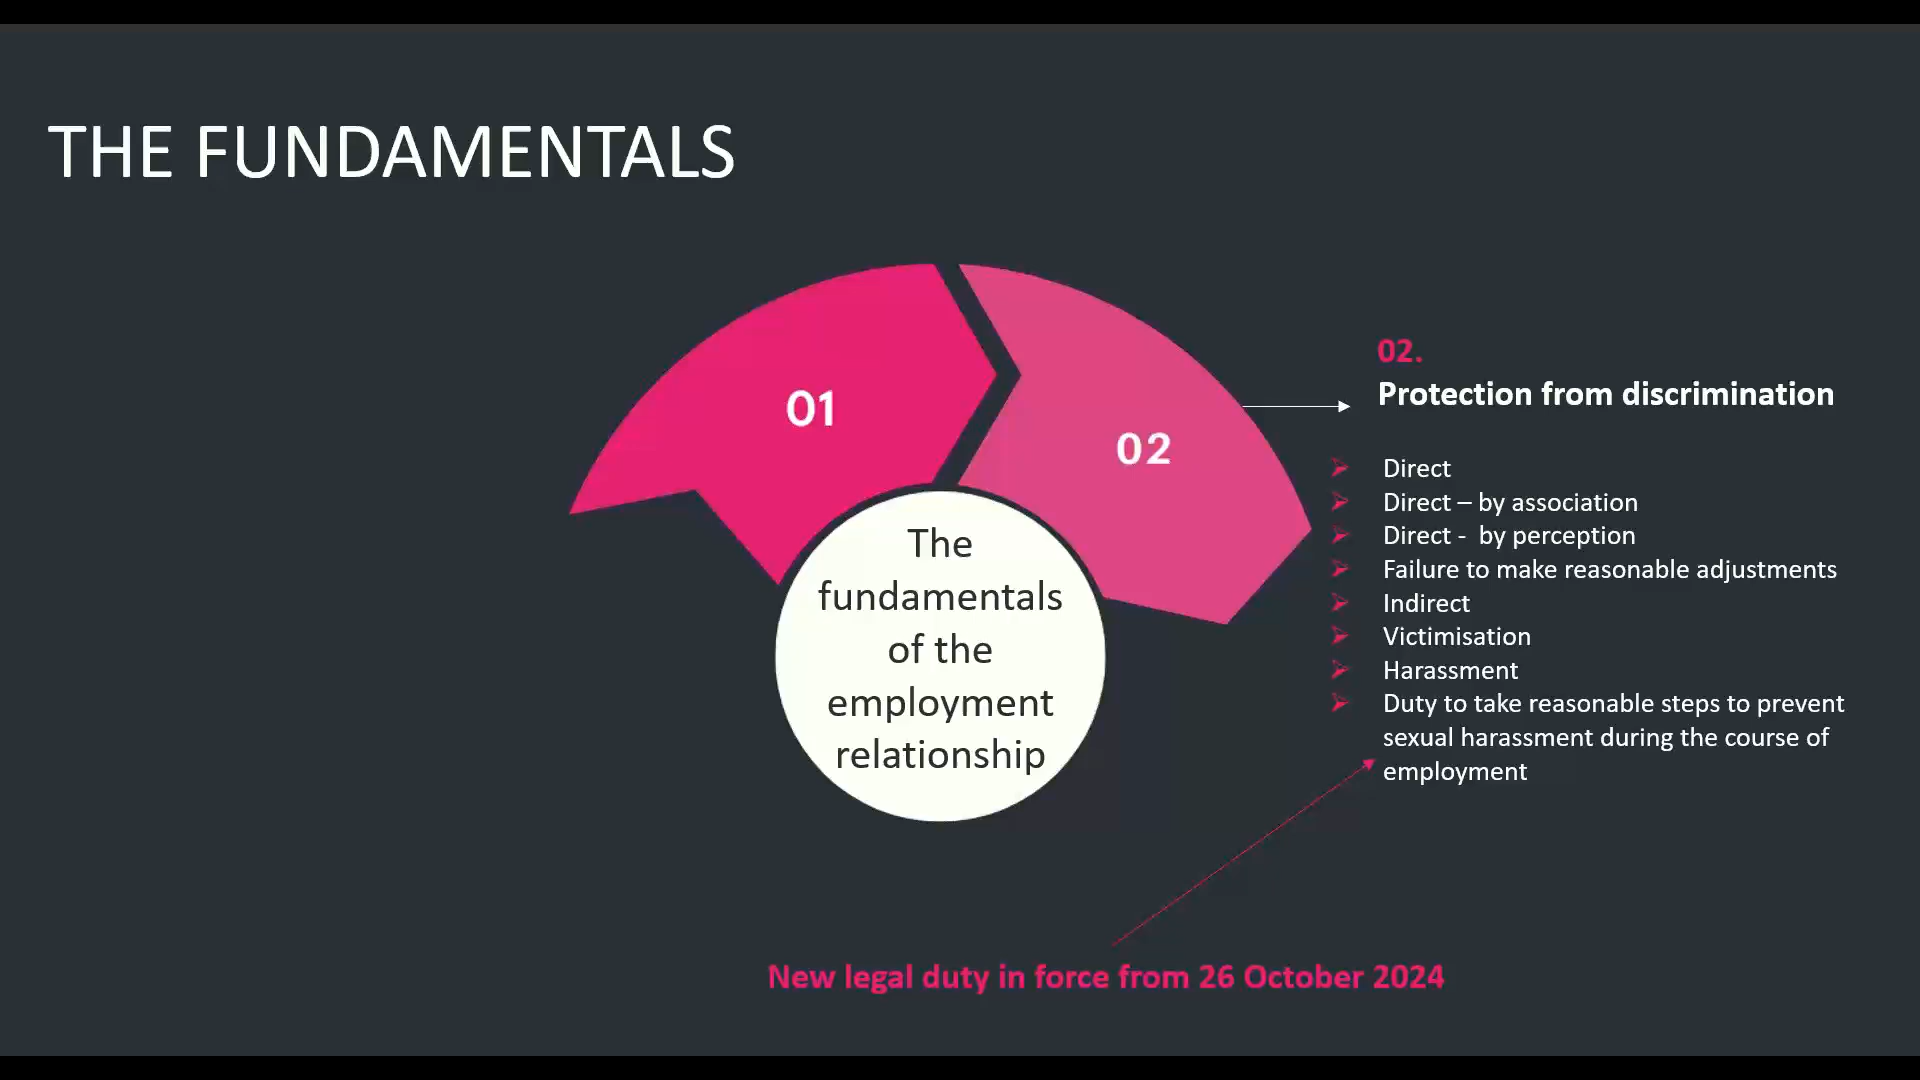 THE FUNDAMENTALS
01
02
The
fundamentals
of the
employment
relationship
02.
Protection from discrimination
Direct
Direct – by association
Direct -  by perception
Failure to make reasonable adjustments
Indirect
Victimisation
Harassment
Duty to take reasonable steps to prevent
sexual harassment during the course of
employment
New legal duty in force from 26 October 2024